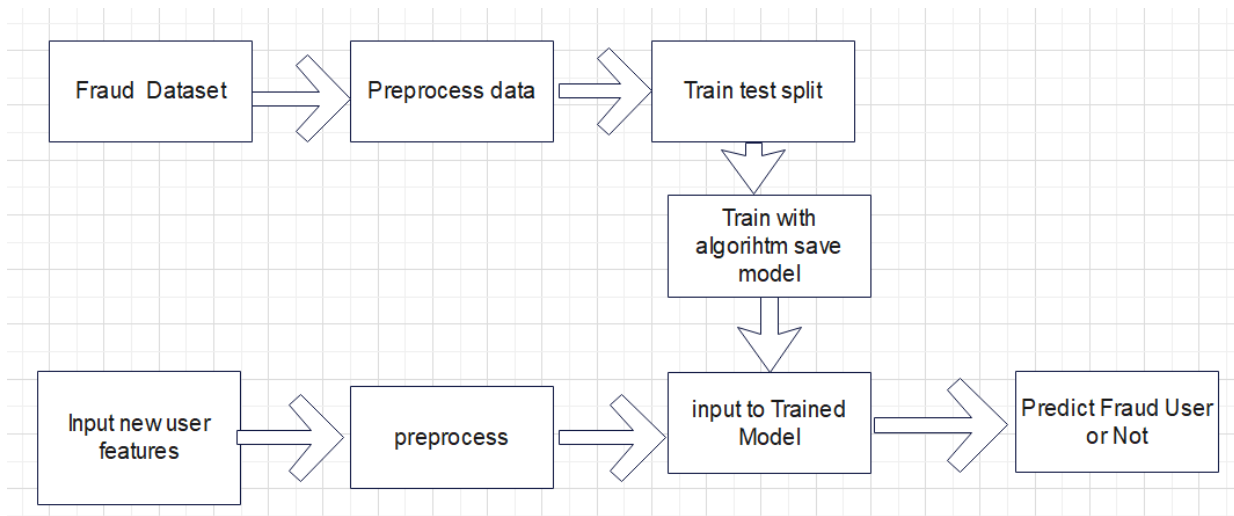 Fraud Dataset
Preprocess data
Train test split
Train with
algorihtm save
model
Input new user
features
preprocess
input to Trained
Model
Predict Fraud User
or Not